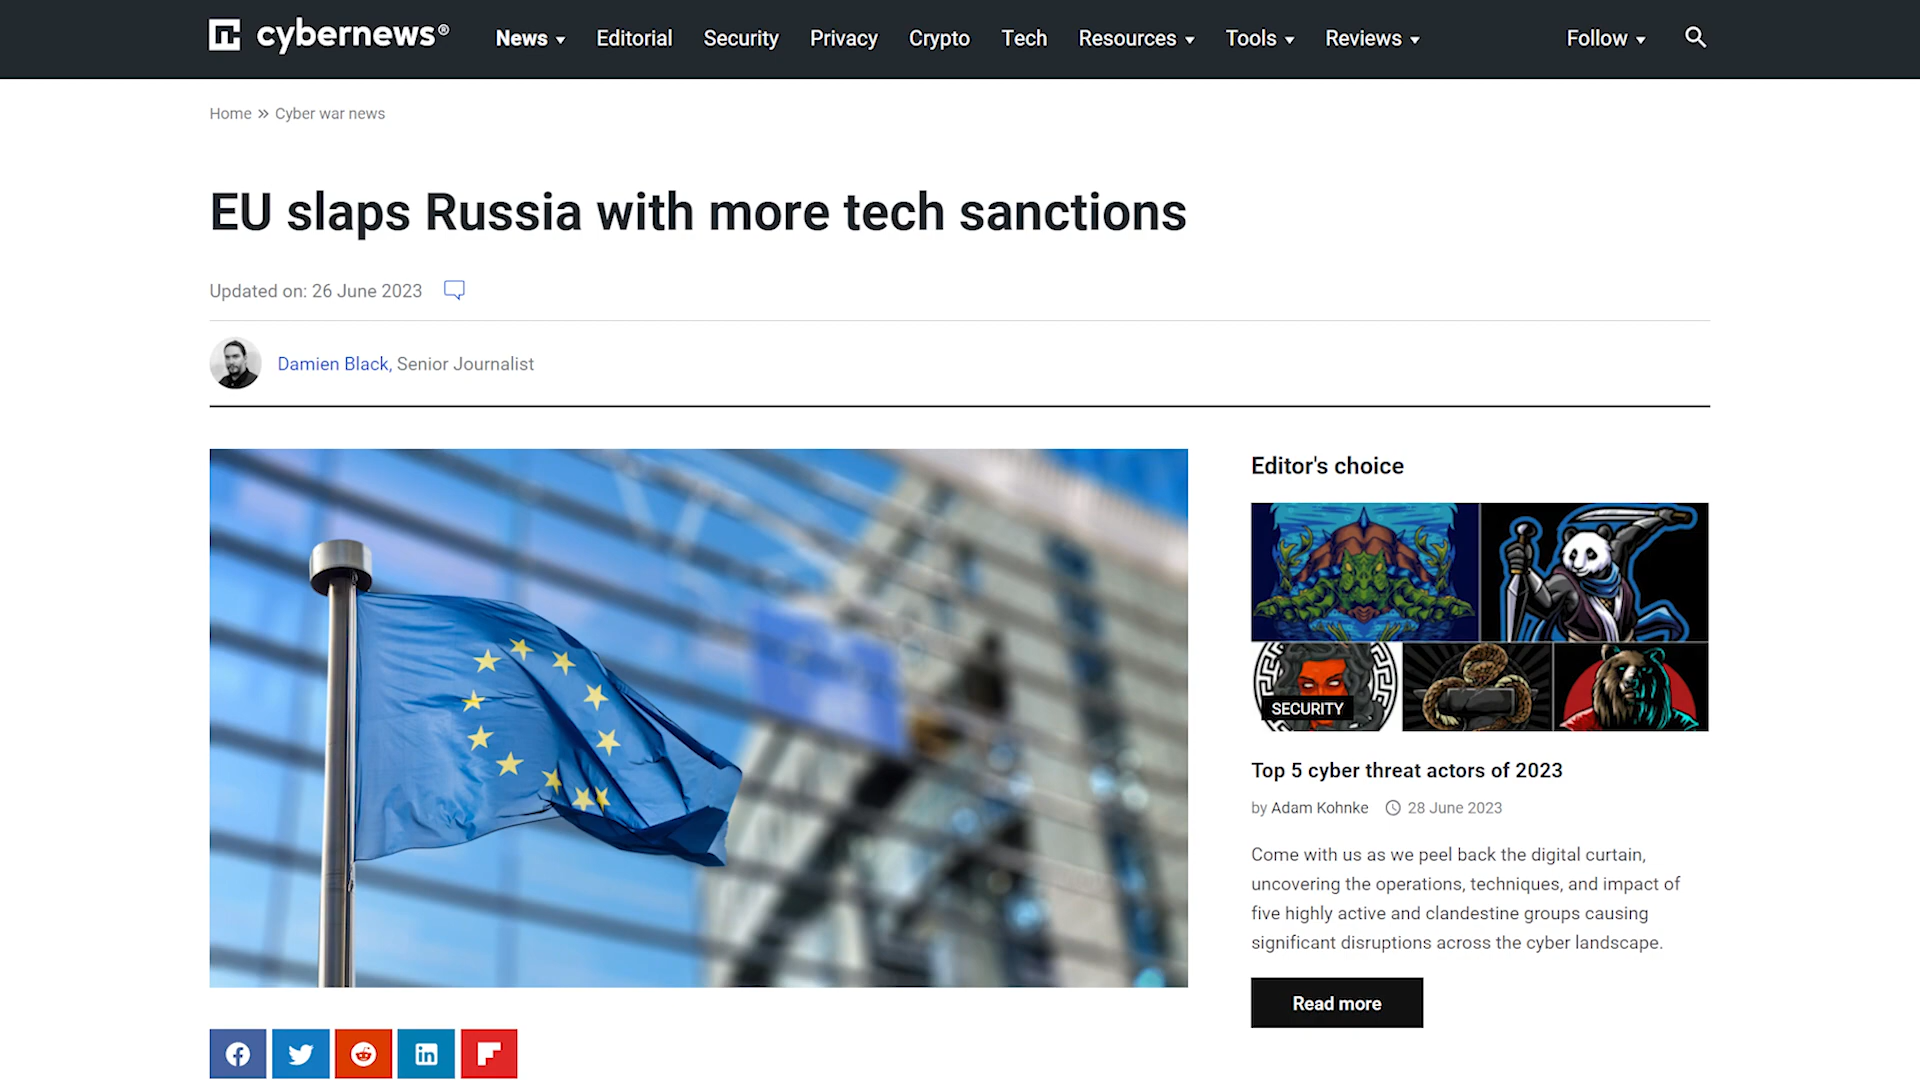 cybernews®
News
Editorial
Security
Privacy
Crypto
Tech
Resources
Tools
Reviews
Follow
Home » Cyber war news
EU slaps Russia with more tech sanctions
Updated on: 26 June 2023
Damien Black, Senior Journalist
Editor's choice
SECURITY
Top 5 cyber threat actors of 2023
by Adam Kohnke 28 June 2023
Come with us as we peel back the digital curtain,
uncovering the operations, techniques, and impact of
five highly active and clandestine groups causing
significant disruptions across the cyber landscape.
Read more